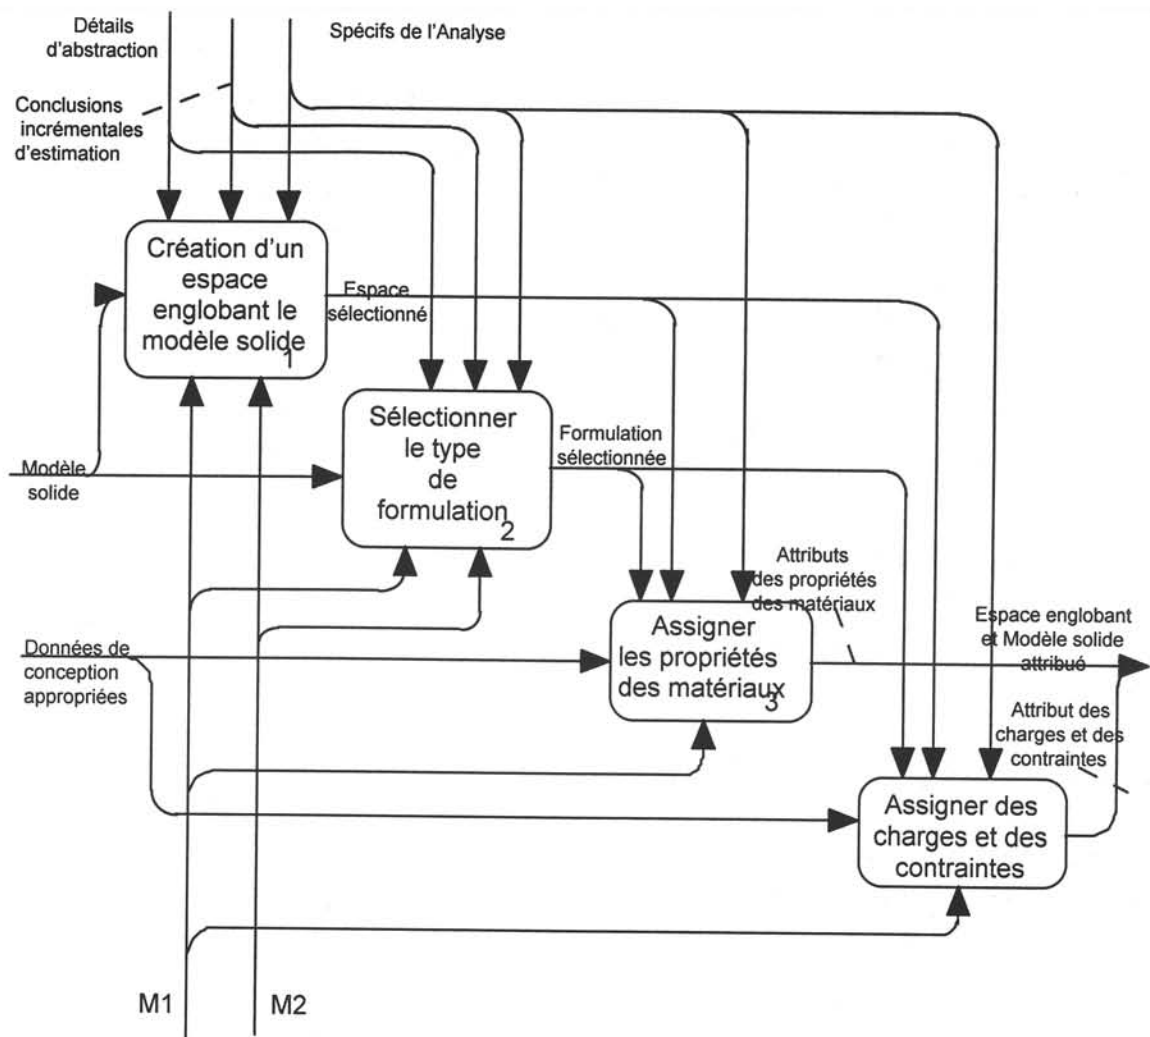 Détails
d'abstraction
Spécifs de l'Analyse
Conclusions
incrémentales
d'estimation
Création d'un
espace
englobant le
modèle solide
1
Espace
sélectionné
Sélectionner
le type
de
formulation
2
Modèle
solide
Formulation
sélectionnée
Attributs
des propriétés
des matériaux
Assigner
les propriétés
des matériaux
3
Espace englobant
et Modèle solide
attribué
Données de
conception
appropriées
Attribut des
charges et des
contraintes
Assigner des
charges et des
contraintes
M1
M2